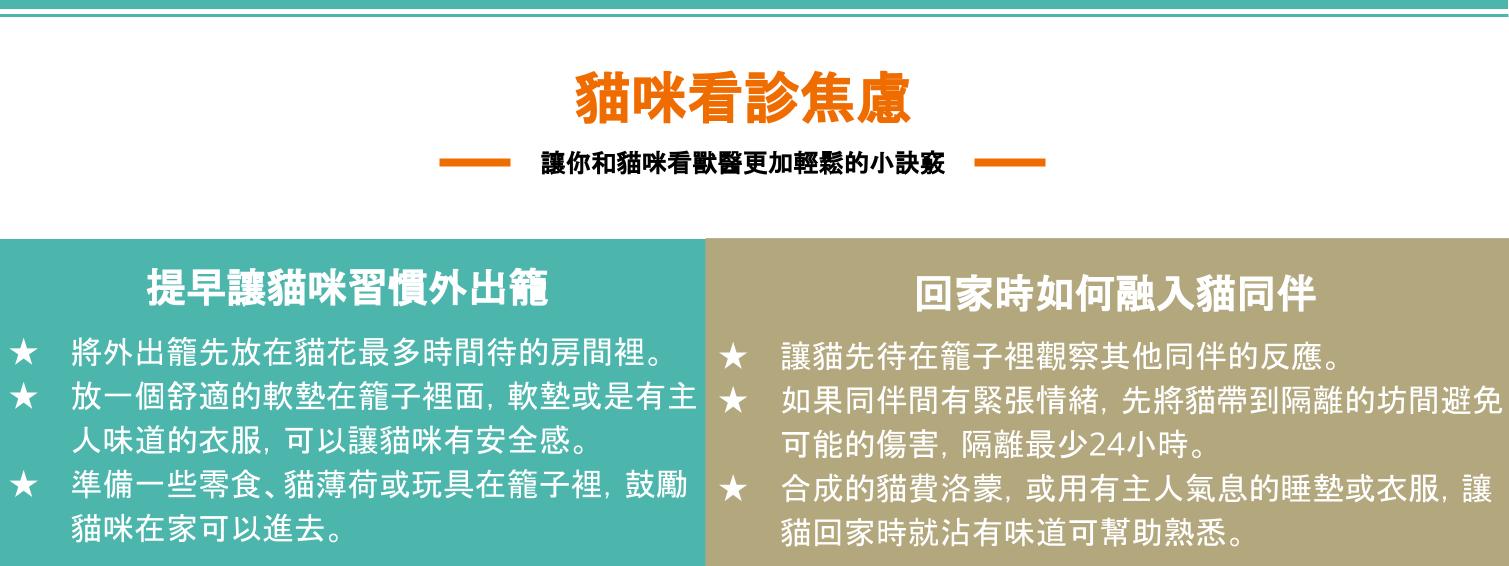 貓咪看診焦慮
讓你和貓咪看獸醫更加輕鬆的小訣竅
提早讓貓咪習慣外出籠
★ 將外出籠先放在貓花最多時間待的房間裡。
★ 放一個舒適的軟墊在籠子裡面, 軟墊或是有主
人味道的衣服, 可以讓貓咪有安全感。
★ 準備一些零食、貓薄荷或玩具在籠子裡, 鼓勵
貓咪在家可以進去。
回家時如何融入貓同伴
★ 讓貓先待在籠子裡觀察其他同伴的反應。
★ 如果同伴間有緊張情緒, 先將貓帶到隔離的坊間避免
可能的傷害, 隔離最少24小時。
★ 合成的貓費洛蒙, 或用有主人氣息的睡墊或衣服, 讓
貓回家時就沾有味道可幫助熟悉。